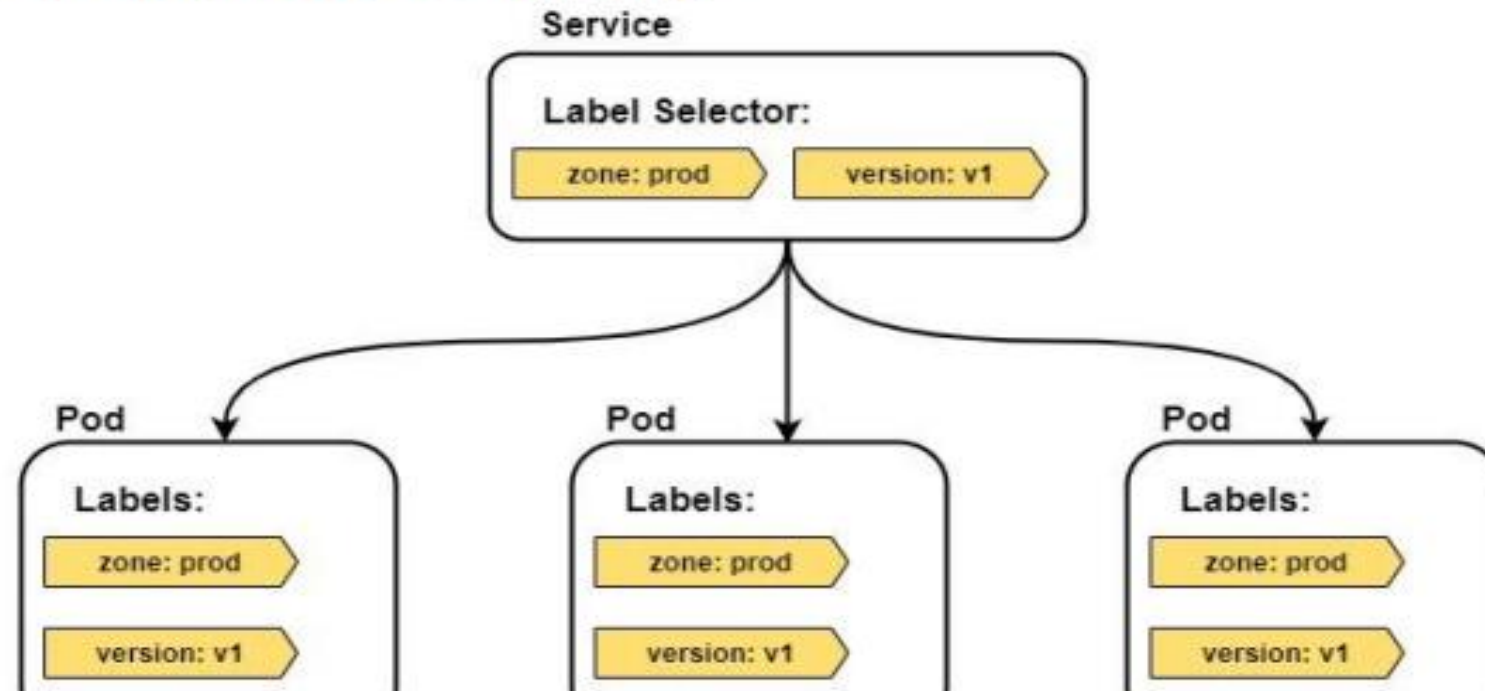 Service
Label Selector:
zone: prod version: v1
Pod Pod Pod
Labels: Labels: Labels:
zone: prod zone: prod zone: prod
version: v1 version: v1 version: v1